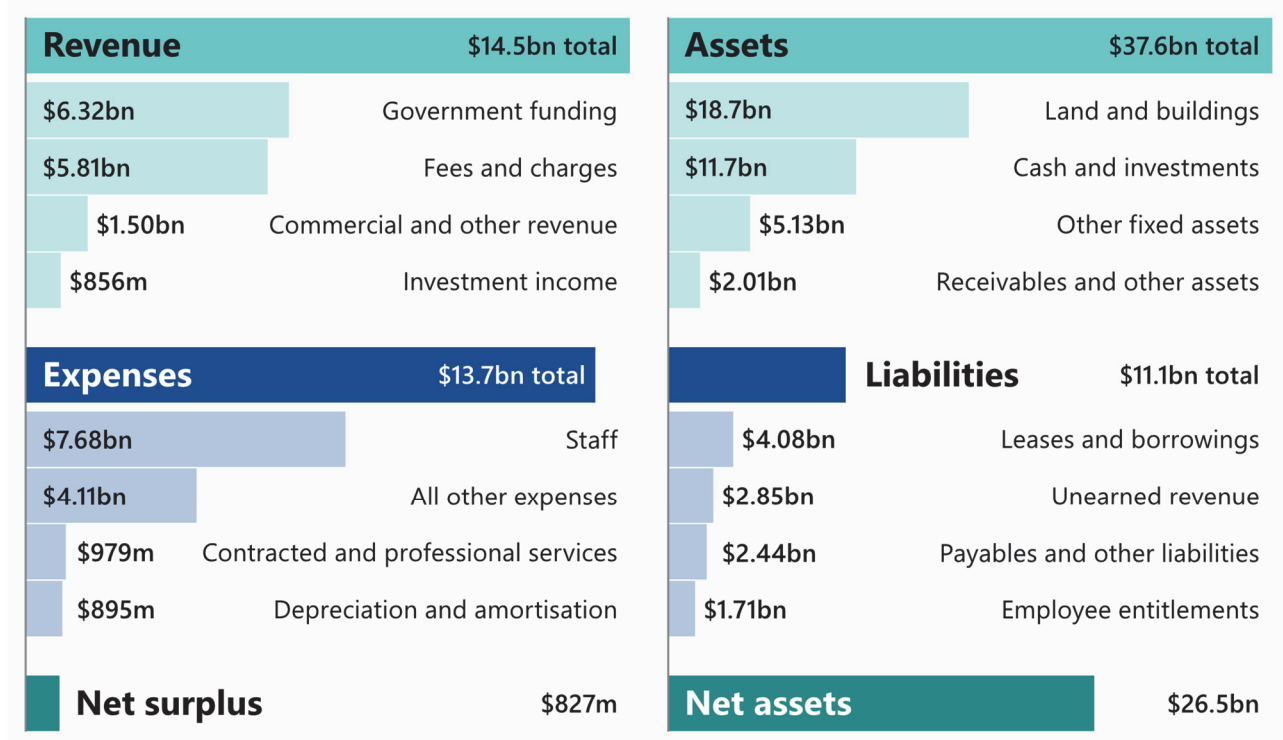 Revenue $14.5bn total
$6.32bn Government funding
$5.81bn Fees and charges
$1.50bn Commercial and other revenue
$856m Investment income
Expenses $13.7bn total
$7.68bn Staff
$4.11bn All other expenses
$979m Contracted and professional services
$895m Depreciation and amortisation
Net surplus $827m
Assets $37.6bn total
$18.7bn Land and buildings
$11.7bn Cash and investments
$5.13bn Other fixed assets
$2.01bn Receivables and other assets
Liabilities $11.1bn total
$4.08bn Leases and borrowings
$2.85bn Unearned revenue
$2.44bn Payables and other liabilities
$1.71bn Employee entitlements
Net assets $26.5bn